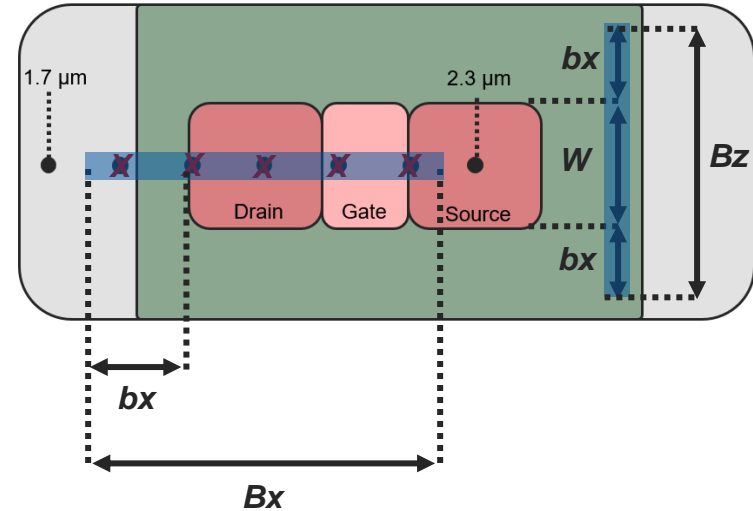 bx
1.7 µm
2.3 µm
W
Bz
Drain
Gate
Source
bx
bx
Bx